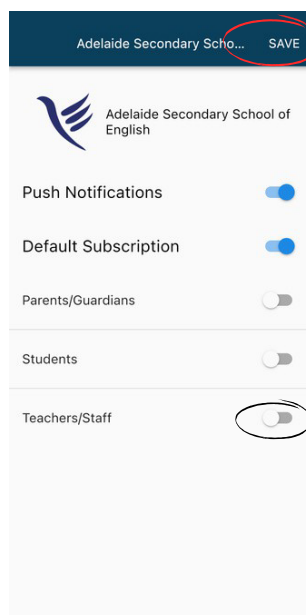 Adelaide Secondary Scho... SAVE
Adelaide Secondary School of
English
Push Notifications
Default Subscription
Parents/Guardians
Students
Teachers/Staff